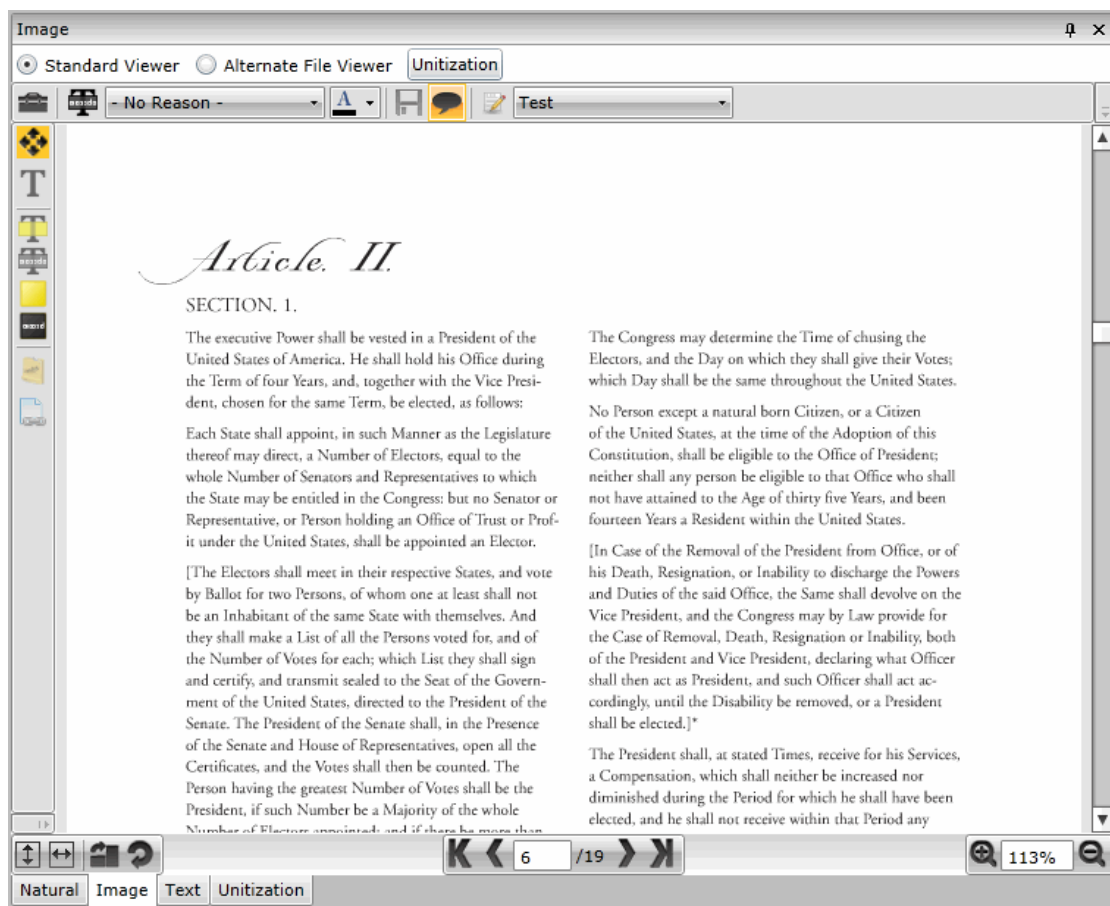 Image
Standard Viewer Alternate File Viewer Unitization
- No Reason - A Test
T
Article. II.
SECTION. 1.
The executive Power shall be vested in a President of the
United States of America. He shall hold his Office during
the Term of four Years, and, together with the Vice Presi-
dent, chosen for the same Term, be elected, as follows:
Each State shall appoint, in such Manner as the Legislature
thereof may direct, a Number of Electors, equal to the
whole Number of Senators and Representatives to which
the State may be entitled in the Congress: but no Senator or
Representative, or Person holding an Office of Trust or Prof-
it under the United States, shall be appointed an Elector.
[The Electors shall meet in their respective States, and vote
by Ballot for two Persons, of whom one at least shall not
be an Inhabitant of the same State with themselves. And
they shall make a List of all the Persons voted for, and of
the Number of Votes for each; which List they shall sign
and certify, and transmit sealed to the Seat of the Govern-
ment of the United States, directed to the President of the
Senate. The President of the Senate shall, in the Presence
of the Senate and House of Representatives, open all the
Certificates, and the Votes shall then be counted. The
Person having the greatest Number of Votes shall be the
President, if such Number be a Majority of the whole
Number of Electors appointed; and if there be more than
The Congress may determine the Time of chusing the
Electors, and the Day on which they shall give their Votes;
which Day shall be the same throughout the United States.
No Person except a natural born Citizen, or a Citizen
of the United States, at the time of the Adoption of this
Constitution, shall be eligible to the Office of President;
neither shall any person be eligible to that Office who shall
not have attained to the Age of thirty five Years, and been
fourteen Years a Resident within the United States.
[In Case of the Removal of the President from Office, or of
his Death, Resignation, or Inability to discharge the Powers
and Duties of the said Office, the Same shall devolve on the
Vice President, and the Congress may by Law provide for
the Case of Removal, Death, Resignation or Inability, both
of the President and Vice President, declaring what Officer
shall then act as President, and such Officer shall act ac-
cordingly, until the Disability be removed, or a President
shall be elected.]*
The President shall, at stated Times, receive for his Services,
a Compensation, which shall neither be increased nor
diminished during the Period for which he shall have been
elected, and he shall not receive within that Period any
6 /19 113%
Natural Image Text Unitization